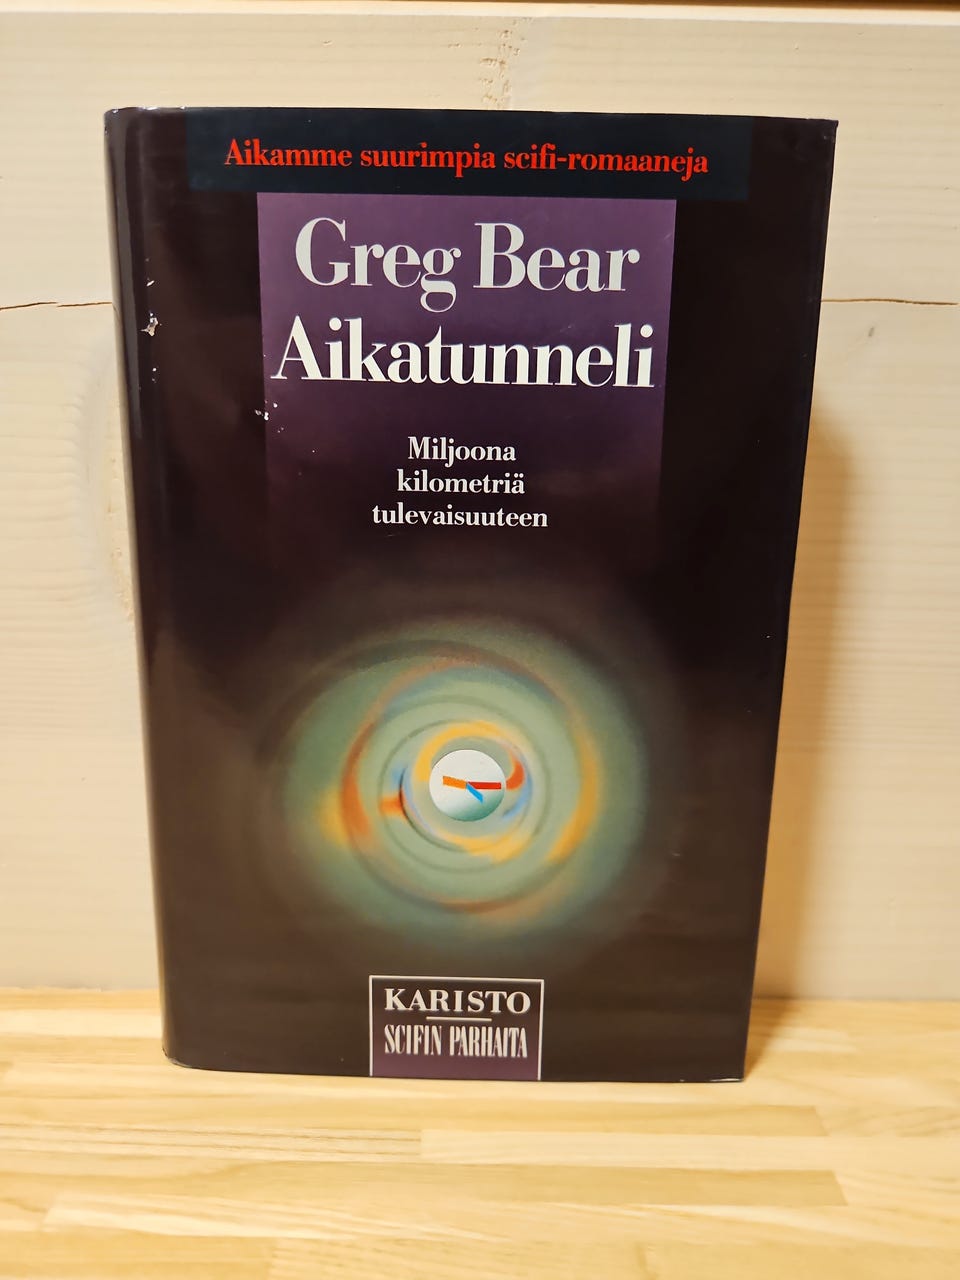 Aikamme suurimpia scifi-romaaneja
Greg Bear
Aikatunneli
Miljoona
kilometriä
tulevaisuuteen
KARISTO
SCIFIN PARHAITA